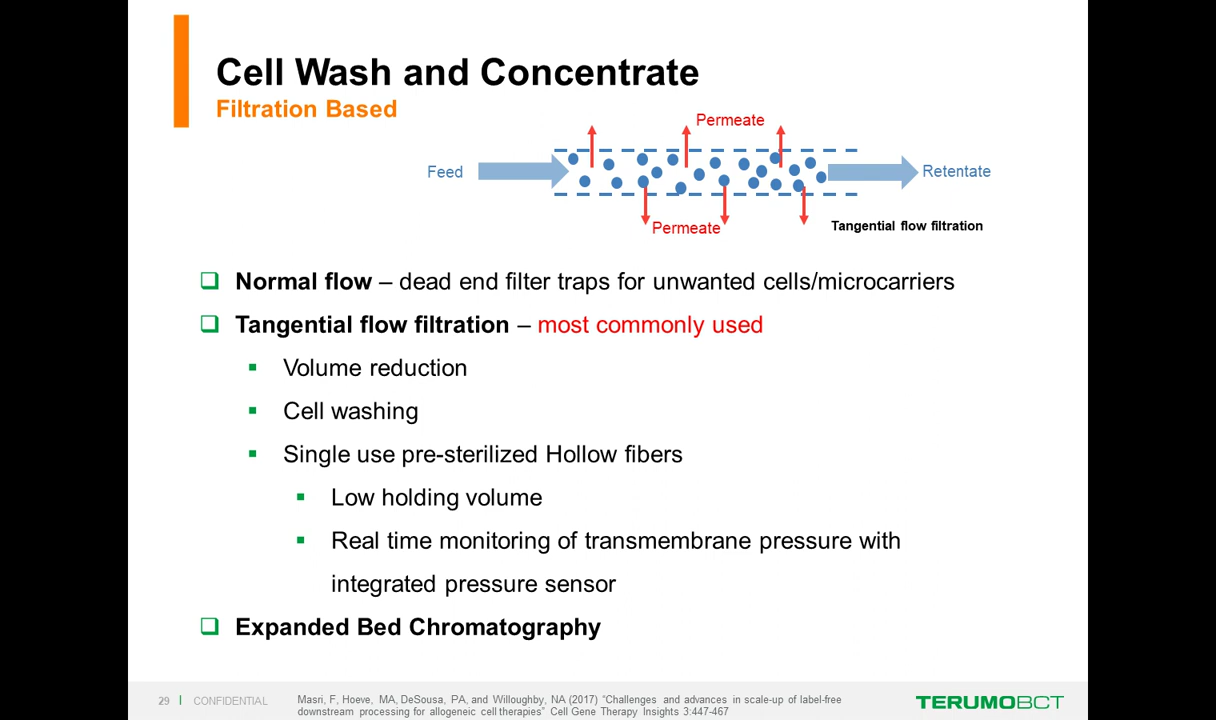 Cell Wash and Concentrate
Filtration Based
Permeate
Feed
Retentate
Permeate
Tangential flow filtration
Normal flow – dead end filter traps for unwanted cells/microcarriers
Tangential flow filtration – most commonly used
Volume reduction
Cell washing
Single use pre-sterilized Hollow fibers
Low holding volume
Real time monitoring of transmembrane pressure with
integrated pressure sensor
Expanded Bed Chromatography
29 CONFIDENTIAL
Masri, F, Hoeve, MA, DeSousa, PA, and Willoughby, NA (2017) “Challenges and advances in scale-up of label-free
downstream processing for allogeneic cell therapies” Cell Gene Therapy Insights 3:447-467
TERUMOBCT